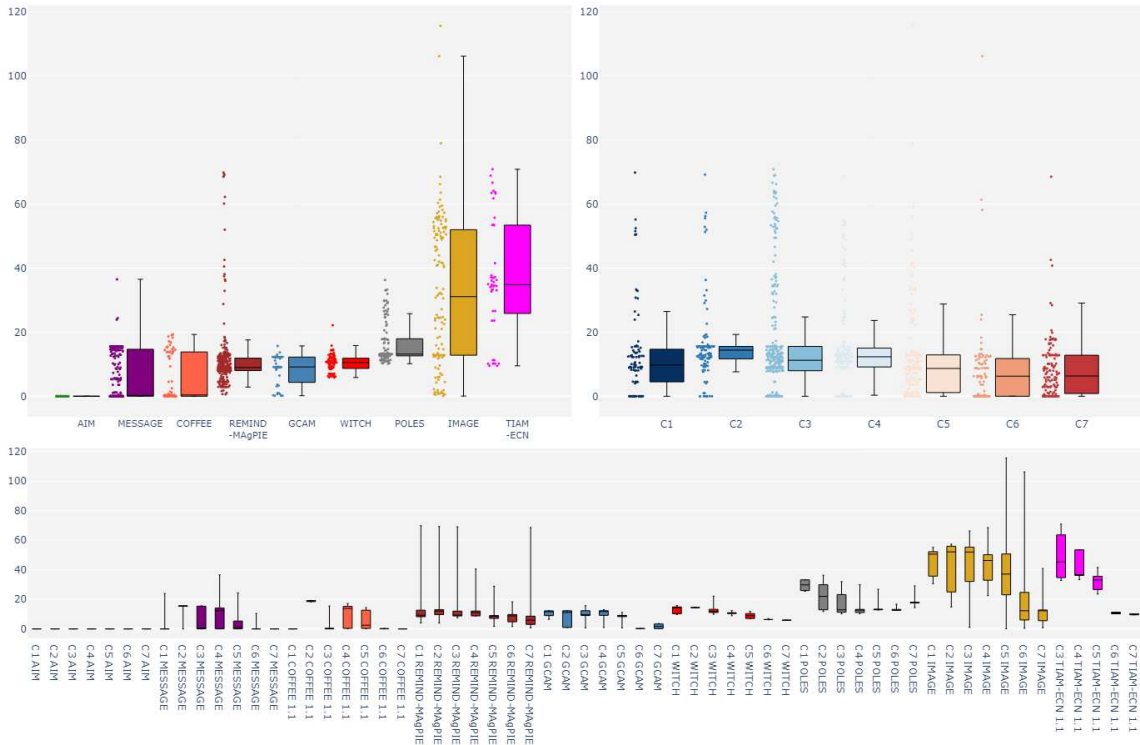 120
100
80
60
40
20
0
AIM MESSAGE COFFEE REMIND GCAM WITCH POLES IMAGE TIAM
-MAgPIE -ECN
120
100
80
60
40
20
0
C1 C2 C3 C4 C5 C6 C7
120
100
80
60
40
20
0
C1 AIM
C2 AIM
C3 AIM
C4 AIM
C5 AIM
C6 AIM
C7 AIM
C1 MESSAGE
C2 MESSAGE
C3 MESSAGE
C4 MESSAGE
C5 MESSAGE
C6 MESSAGE
C7 MESSAGE
C1 COFFEE 1.1
C2 COFFEE 1.1
C3 COFFEE 1.1
C4 COFFEE 1.1
C5 COFFEE 1.1
C6 COFFEE 1.1
C7 COFFEE 1.1
C1 REMIND-MAgPIE
C2 REMIND-MAgPIE
C3 REMIND-MAgPIE
C4 REMIND-MAgPIE
C5 REMIND-MAgPIE
C6 REMIND-MAgPIE
C7 REMIND-MAgPIE
C1 GCAM
C2 GCAM
C3 GCAM
C4 GCAM
C5 GCAM
C6 GCAM
C7 GCAM
C1 WITCH
C2 WITCH
C3 WITCH
C4 WITCH
C5 WITCH
C6 WITCH
C7 WITCH
C1 POLES
C2 POLES
C3 POLES
C4 POLES
C5 POLES
C6 POLES
C7 POLES
C1 IMAGE
C2 IMAGE
C3 IMAGE
C4 IMAGE
C5 IMAGE
C6 IMAGE
C7 IMAGE
C3 TIAM-ECN 1.1
C4 TIAM-ECN 1.1
C5 TIAM-ECN 1.1
C6 TIAM-ECN 1.1
C7 TIAM-ECN 1.1